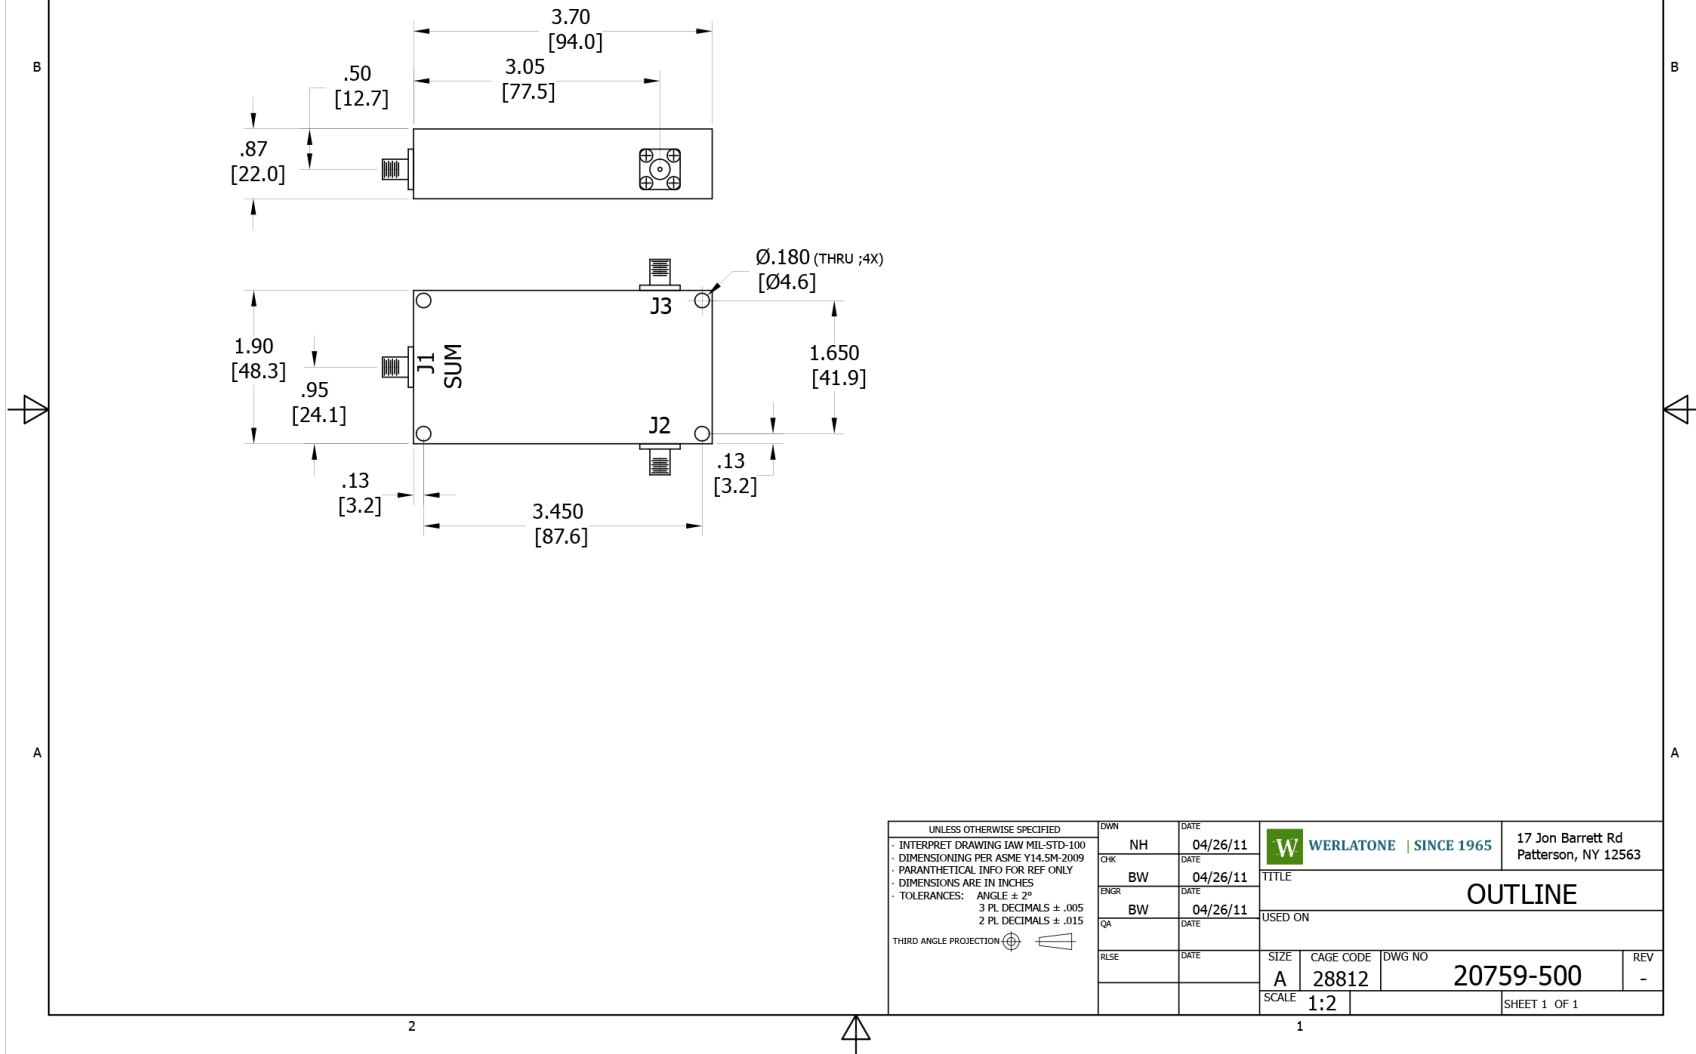 3.70
[94.0]
B
B
3.05
[77.5]
.50
[12.7]
.87
[22.0]
Ø.180 (THRU ;4X)
[Ø4.6]
J3
1.90
[48.3]
J1
SUM
1.650
[41.9]
.95
[24.1]
J2
.13
[3.2]
.13
[3.2]
3.450
[87.6]
A
A
UNLESS OTHERWISE SPECIFIED
· INTERPRET DRAWING IAW MIL-STD-100
· DIMENSIONING PER ASME Y14.5M-2009
· PARANTHETICAL INFO FOR REF ONLY
· DIMENSIONS ARE IN INCHES
· TOLERANCES: ANGLE ± 2°
3 PL DECIMALS ± .005
2 PL DECIMALS ± .015
THIRD ANGLE PROJECTION
DWN
NH
DATE
04/26/11
CHK
BW
DATE
04/26/11
ENGR
BW
DATE
04/26/11
QA
DATE
RLSE
DATE
W WERLATONE | SINCE 1965
17 Jon Barrett Rd
Patterson, NY 12563
TITLE
OUTLINE
USED ON
SIZE
A
CAGE CODE
28812
DWG NO
20759-500
REV
-
SCALE 1:2
SHEET 1 OF 1
2
1